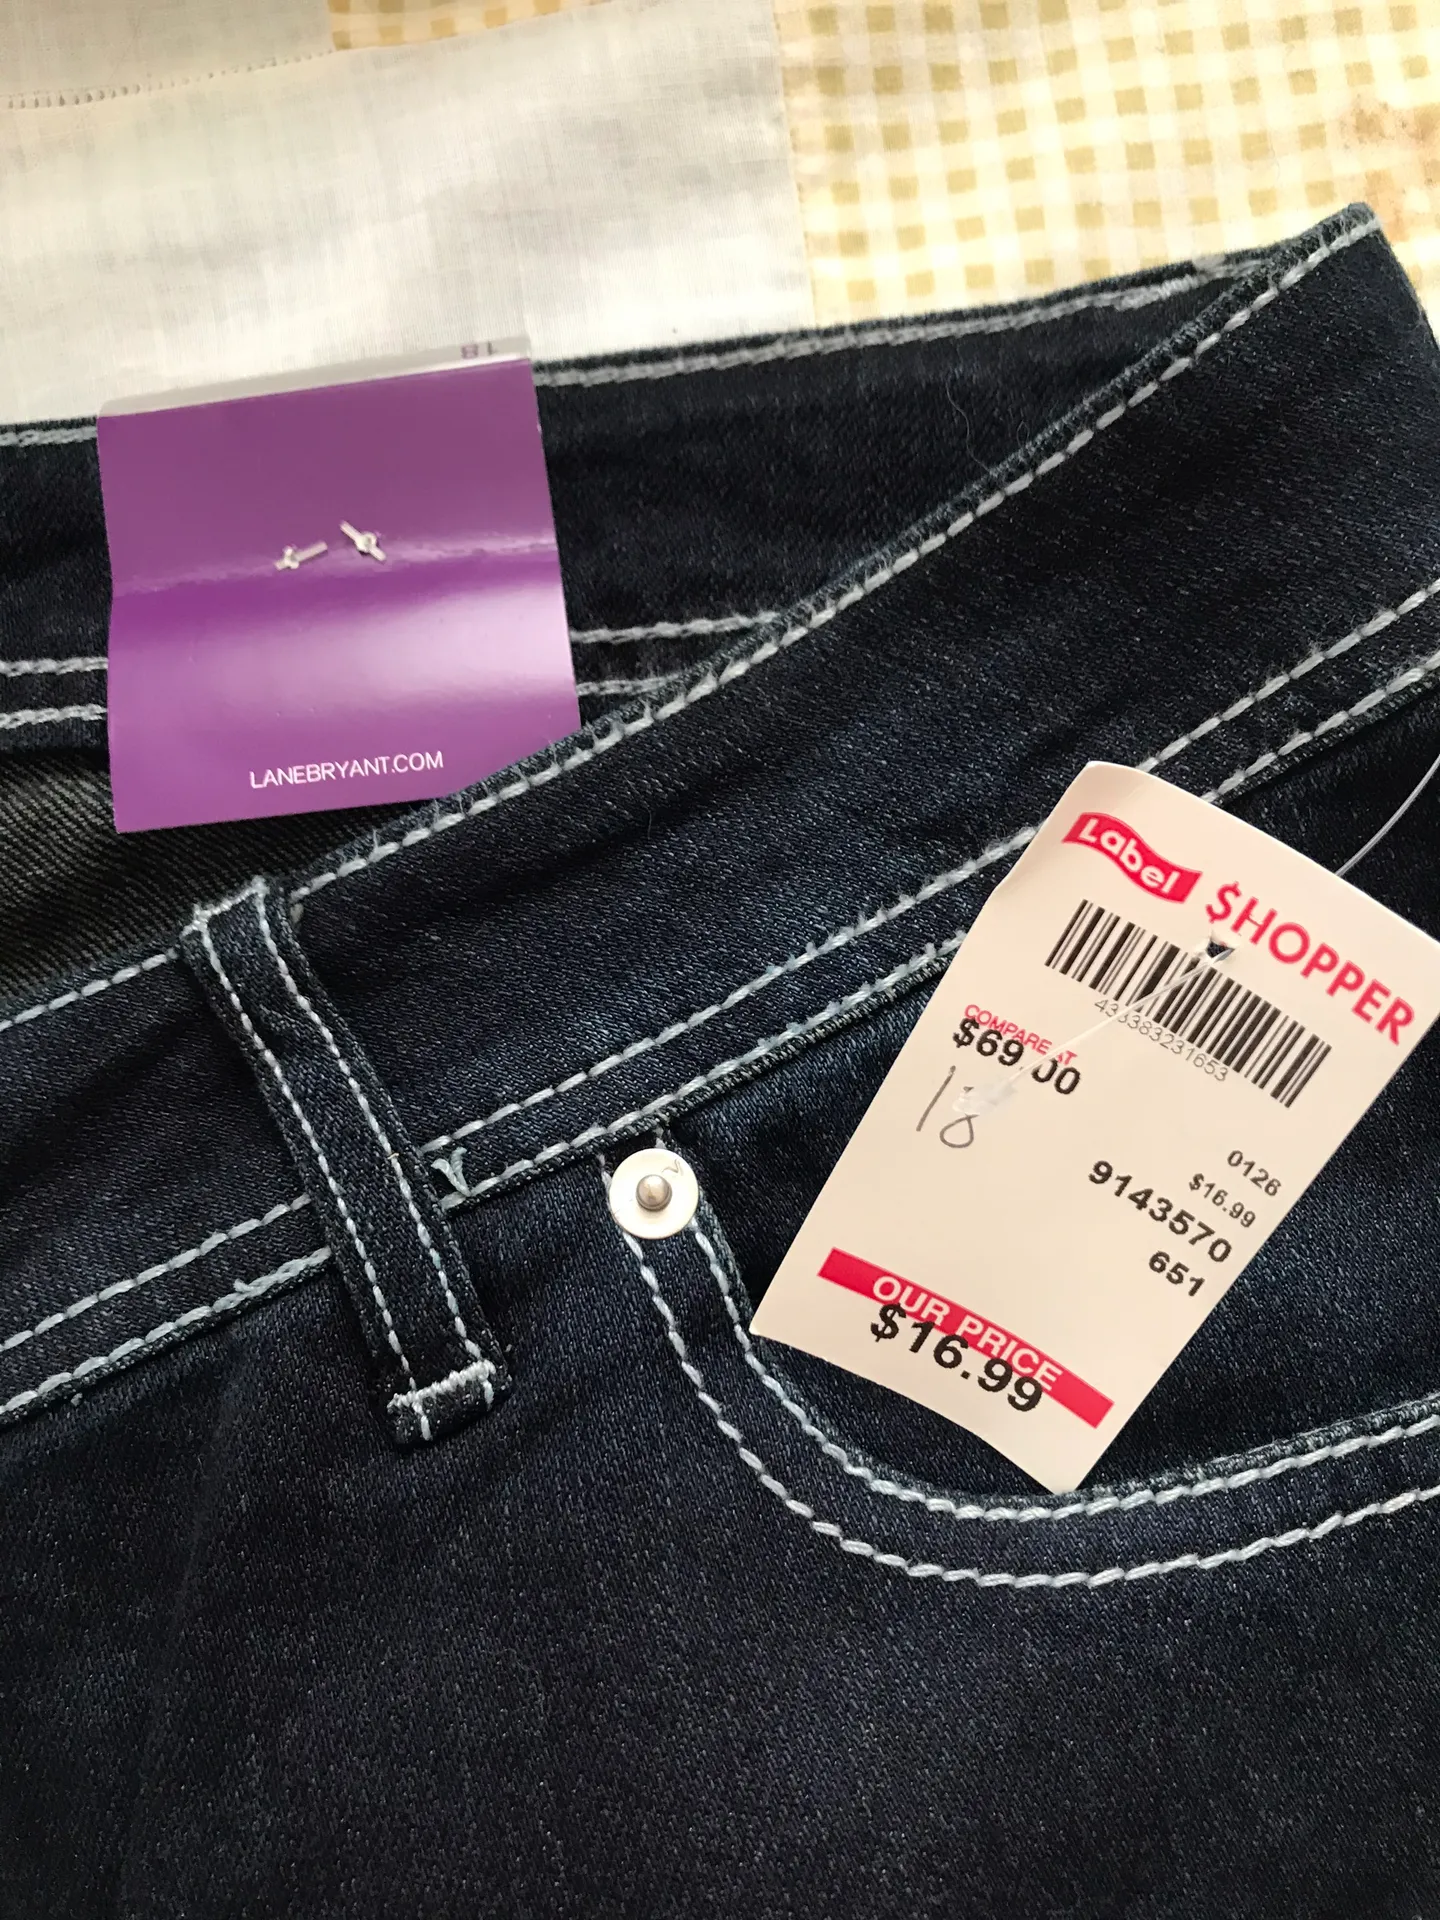 18
LANEBRYANT.COM
Label
$HOPPER
433383231653
COMPARE AT
$69.00
18
0126
$16.99
9143570
651
OUR PRICE
$16.99